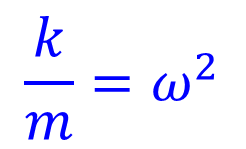 k/m = ω²